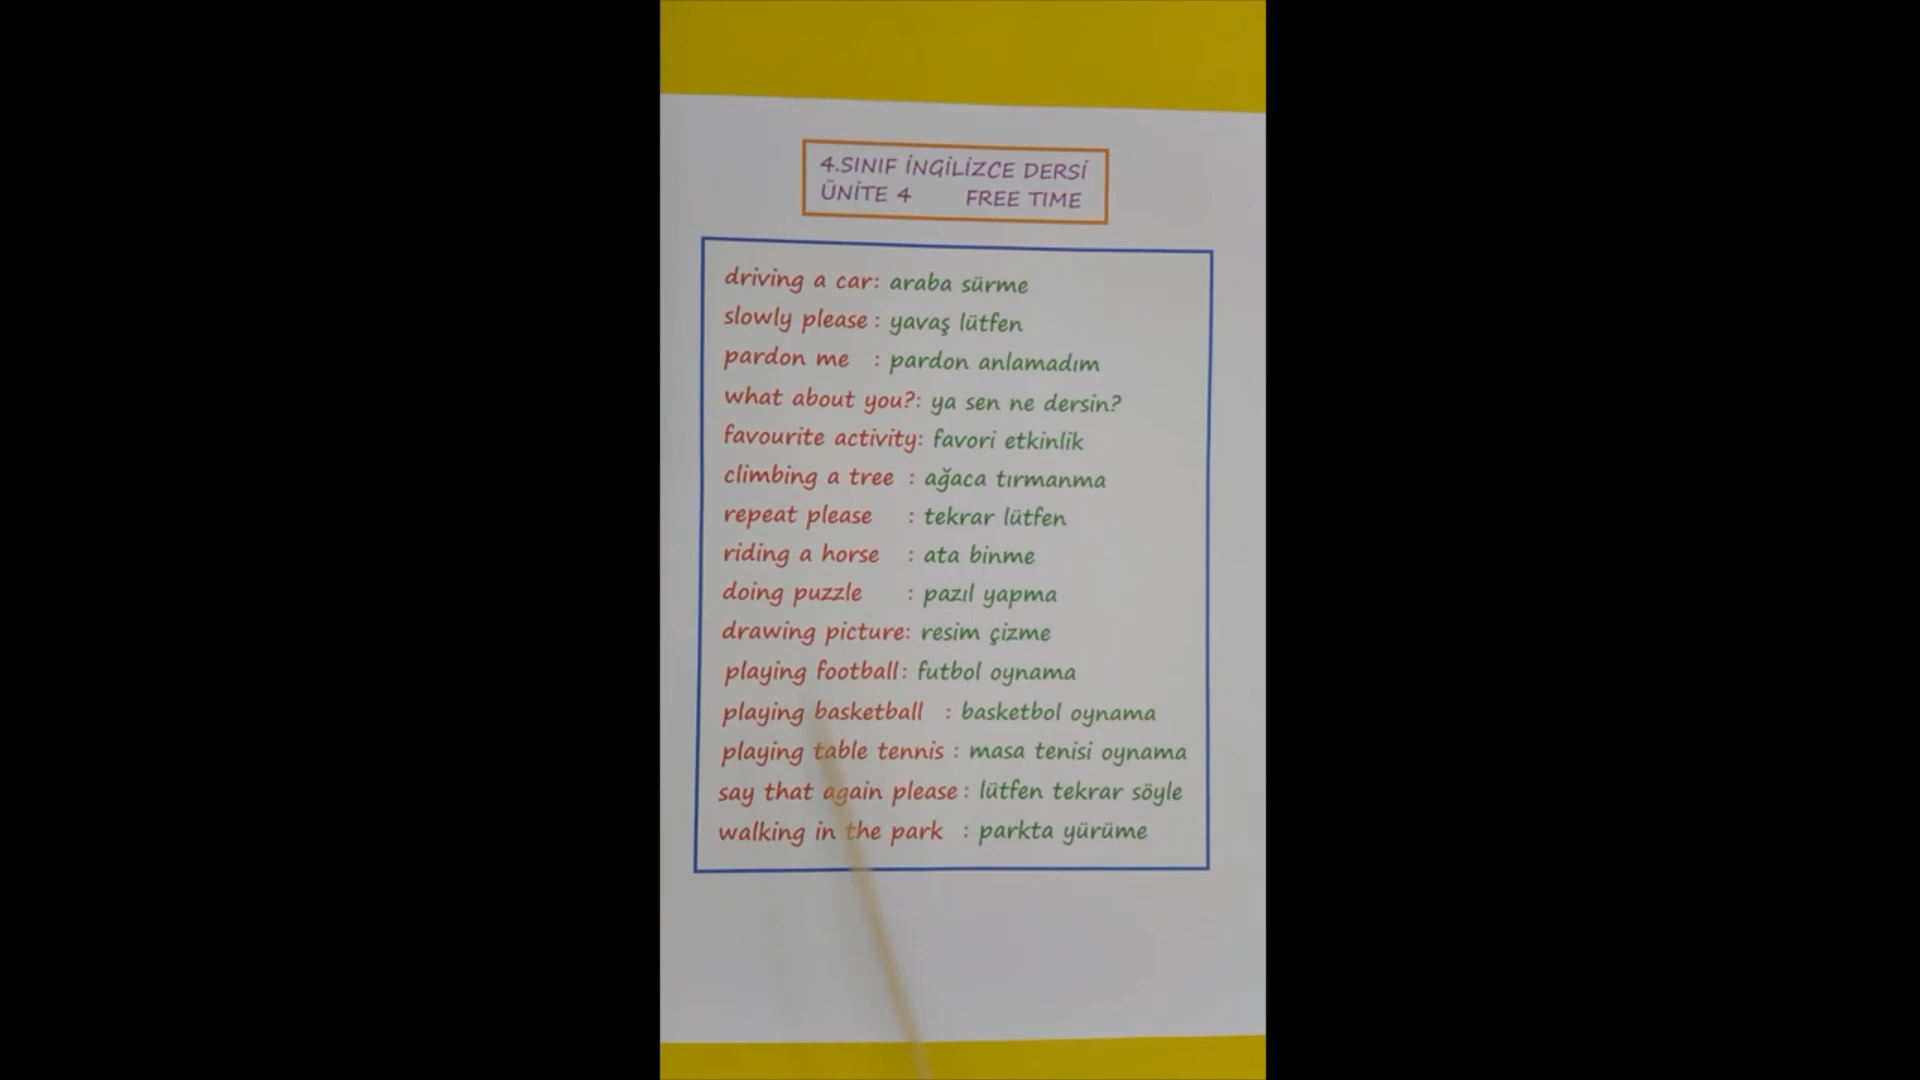 4.SINIF İNGİLİZCE DERSİ
ÜNİTE 4 FREE TIME
driving a car: araba sürme
slowly please : yavaş lütfen
pardon me : pardon anlamadım
what about you?: ya sen ne dersin?
favourite activity: favori etkinlik
climbing a tree : ağaca tırmanma
repeat please : tekrar lütfen
riding a horse : ata binme
doing puzzle : pazıl yapma
drawing picture: resim çizme
playing football: futbol oynama
playing basketball : basketbol oynama
playing table tennis : masa tenisi oynama
say that again please : lütfen tekrar söyle
walking in the park : parkta yürüme